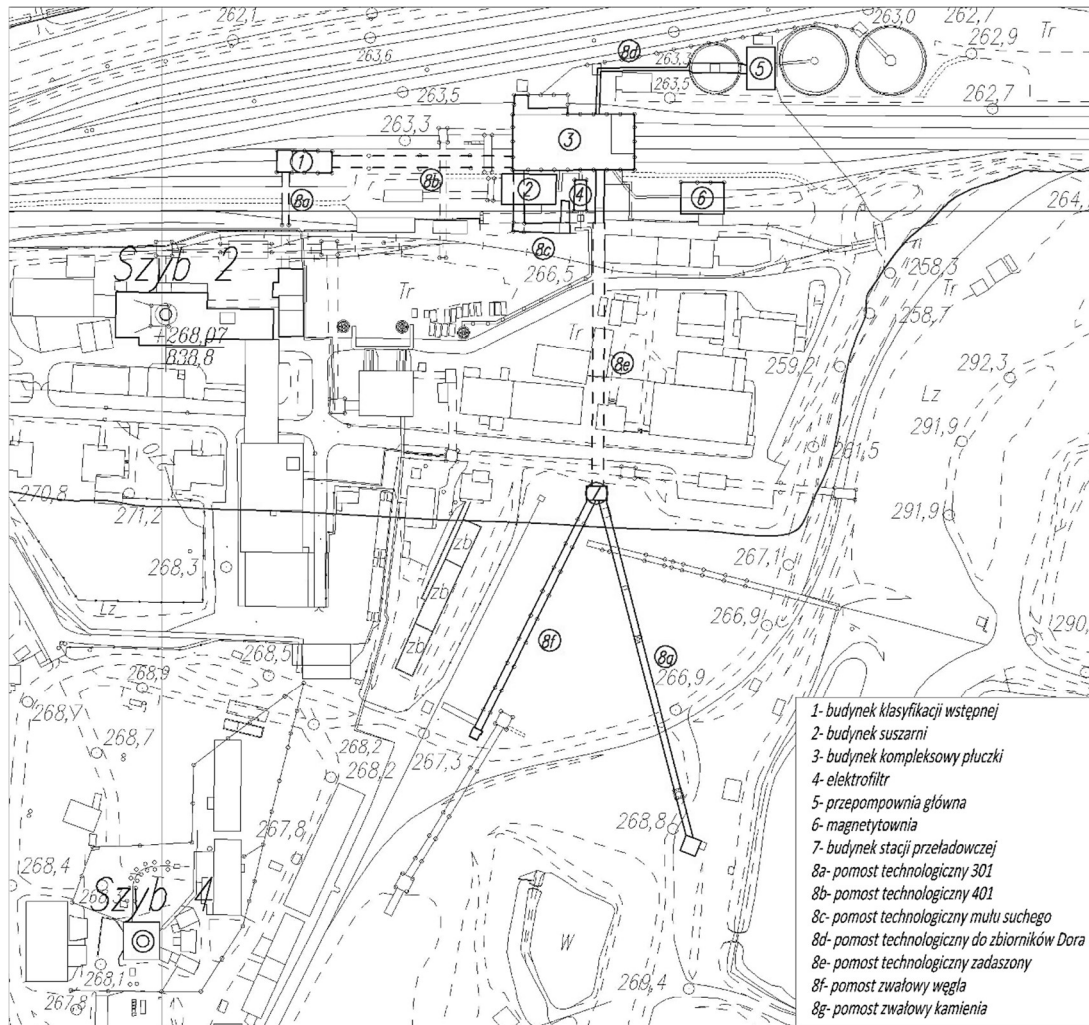 262,1
263,0
262,7
Tr
263,6
8d
263,3
262,9
5
263,5
263,5
262,7
263,3
3
1
8b
2
4
6
8a
264,
8c
Szyb 2
266,5
258,3
Tr
Tr
258,7
+268,07
838,8
Tr
8e
259,2
292,3
Lz
291,9
261,5
270,8
271,2
7
291,9
zb
267,1
268,3
zb
Lz
266,9
290,
zb
8f
8g
268,5
268,9
266,9
268,7
268,7
268,2
267,3
268,2
267,8
268,8
268,4
Szyb 4
W
268,1
269,4
267,8
1- budynek klasyfikacji wstępnej
2- budynek suszarni
3- budynek kompleksowy płuczki
4- elektrofiltr
5- przepompownia główna
6- magnetytownia
7- budynek stacji przeładowczej
8a- pomost technologiczny 301
8b- pomost technologiczny 401
8c- pomost technologiczny mułu suchego
8d- pomost technologiczny do zbiorników Dora
8e- pomost technologiczny zadaszony
8f- pomost zwałowy węgla
8g- pomost zwałowy kamienia